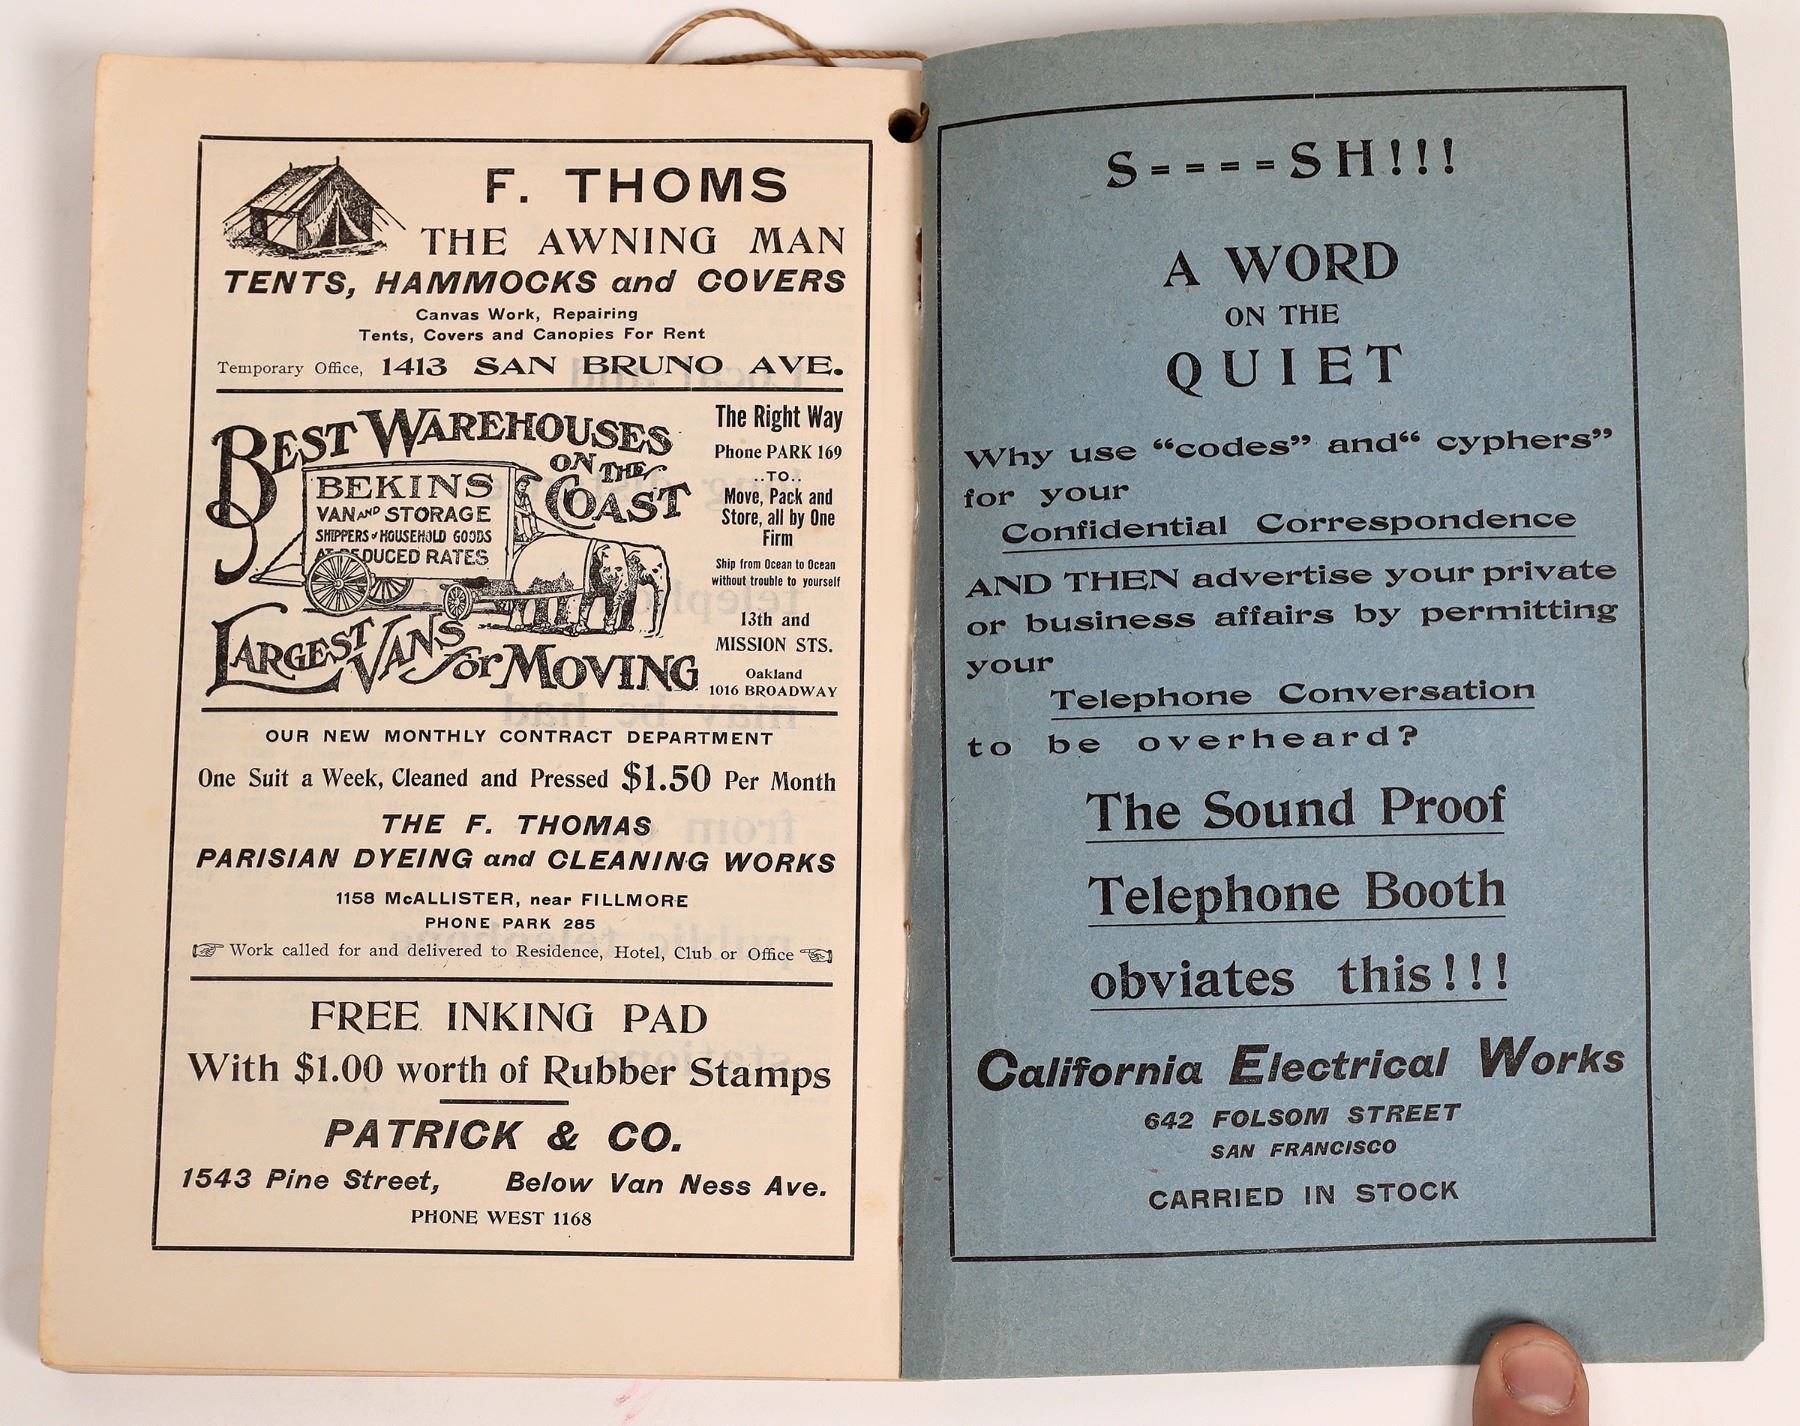 F. THOMS
THE AWNING MAN
TENTS, HAMMOCKS and COVERS
Canvas Work, Repairing
Tents, Covers and Canopies For Rent
Temporary Office, 1413 SAN BRUNO AVE.
BEST WAREHOUSES
ON THE
COAST
BEKINS
VAN AND STORAGE
SHIPPERS of HOUSEHOLD GOODS
AT REDUCED RATES
LARGEST VANS for MOVING
The Right Way
Phone PARK 169
..TO..
Move, Pack and
Store, all by One
Firm
Ship from Ocean to Ocean
without trouble to yourself
13th and
MISSION STS.
Oakland
1016 BROADWAY
OUR NEW MONTHLY CONTRACT DEPARTMENT
One Suit a Week, Cleaned and Pressed $1.50 Per Month
THE F. THOMAS
PARISIAN DYEING and CLEANING WORKS
1158 McALLISTER, near FILLMORE
PHONE PARK 285
Work called for and delivered to Residence, Hotel, Club or Office
FREE INKING PAD
With $1.00 worth of Rubber Stamps
PATRICK & CO.
1543 Pine Street, Below Van Ness Ave.
PHONE WEST 1168
S====SH!!!
A WORD
ON THE
QUIET
Why use “codes” and“ cyphers”
for your
Confidential Correspondence
AND THEN advertise your private
or business affairs by permitting
your
Telephone Conversation
to be overheard?
The Sound Proof
Telephone Booth
obviates this!!!
California Electrical Works
642 FOLSOM STREET
SAN FRANCISCO
CARRIED IN STOCK